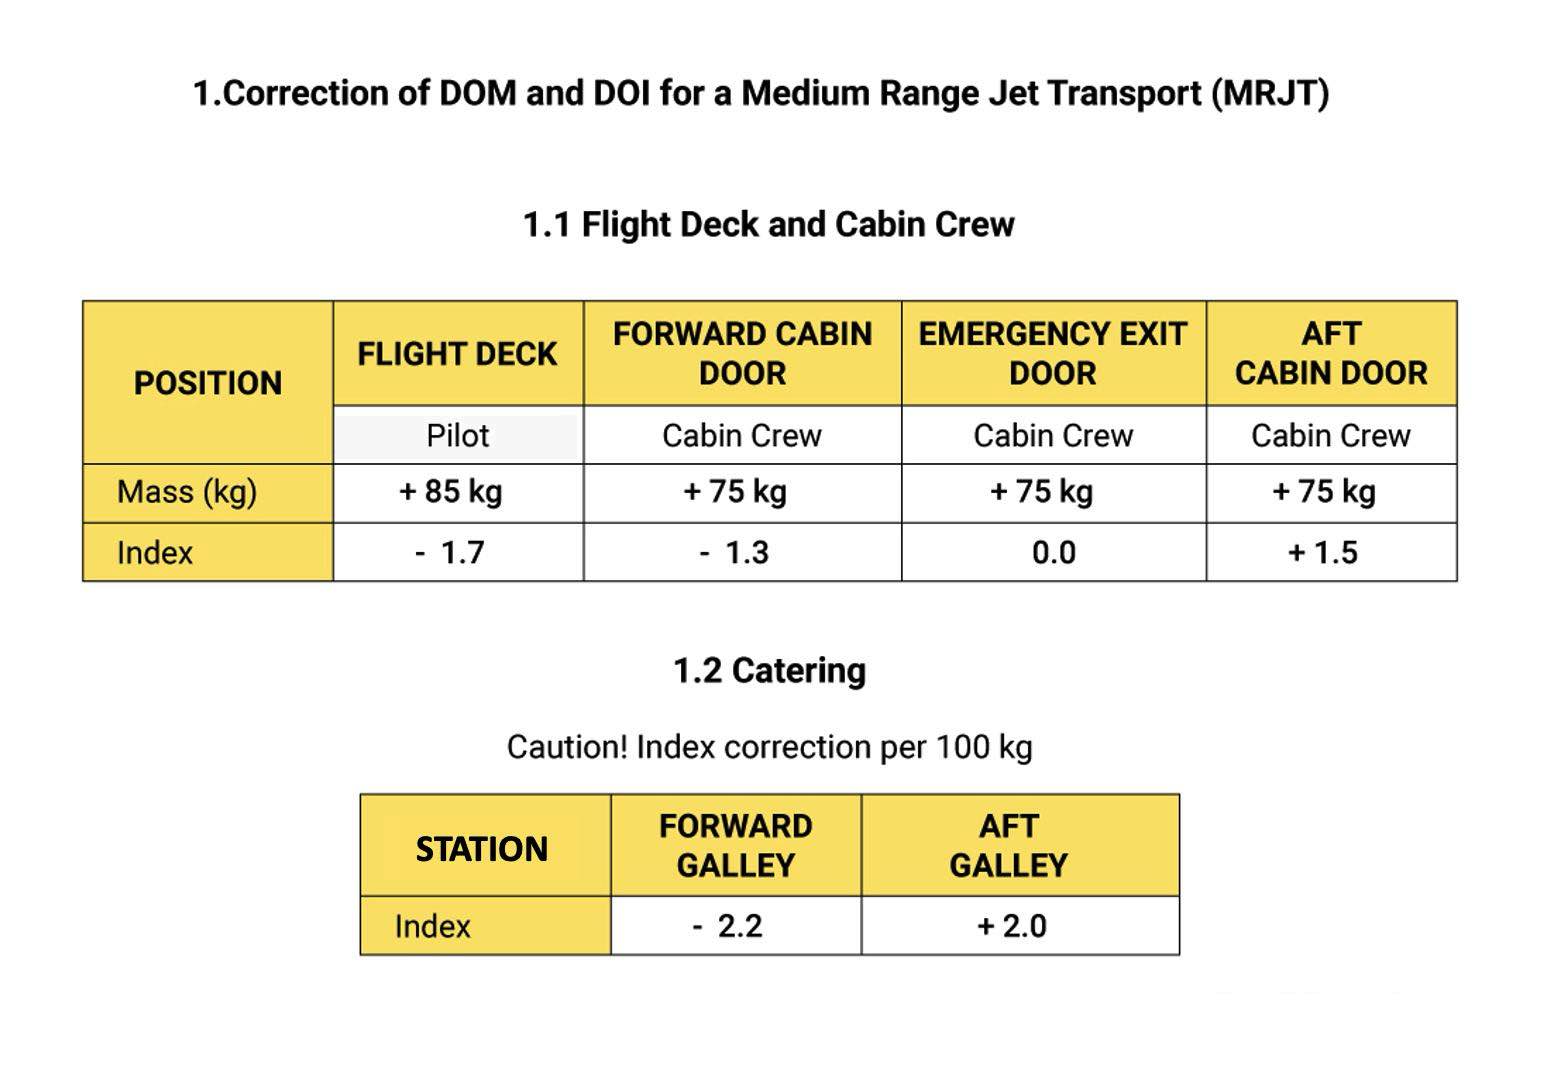 1.Correction of DOM and DOI for a Medium Range Jet Transport (MRJT)
1.1 Flight Deck and Cabin Crew
POSITION
FLIGHT DECK
FORWARD CABIN
DOOR
EMERGENCY EXIT
DOOR
AFT
CABIN DOOR
Pilot
Cabin Crew
Cabin Crew
Cabin Crew
Mass (kg)
+ 85 kg
+ 75 kg
+ 75 kg
+ 75 kg
Index
- 1.7
- 1.3
0.0
+ 1.5
1.2 Catering
Caution! Index correction per 100 kg
STATION
FORWARD
GALLEY
AFT
GALLEY
Index
- 2.2
+ 2.0